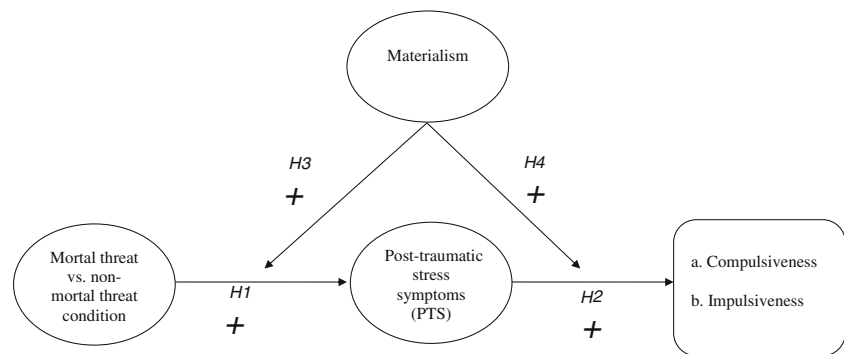 Materialism
H3
H4
+
+
Mortal threat
vs. non-
mortal threat
condition
H1
+
Post-traumatic
stress
symptoms
(PTS)
H2
+
a. Compulsiveness
b. Impulsiveness